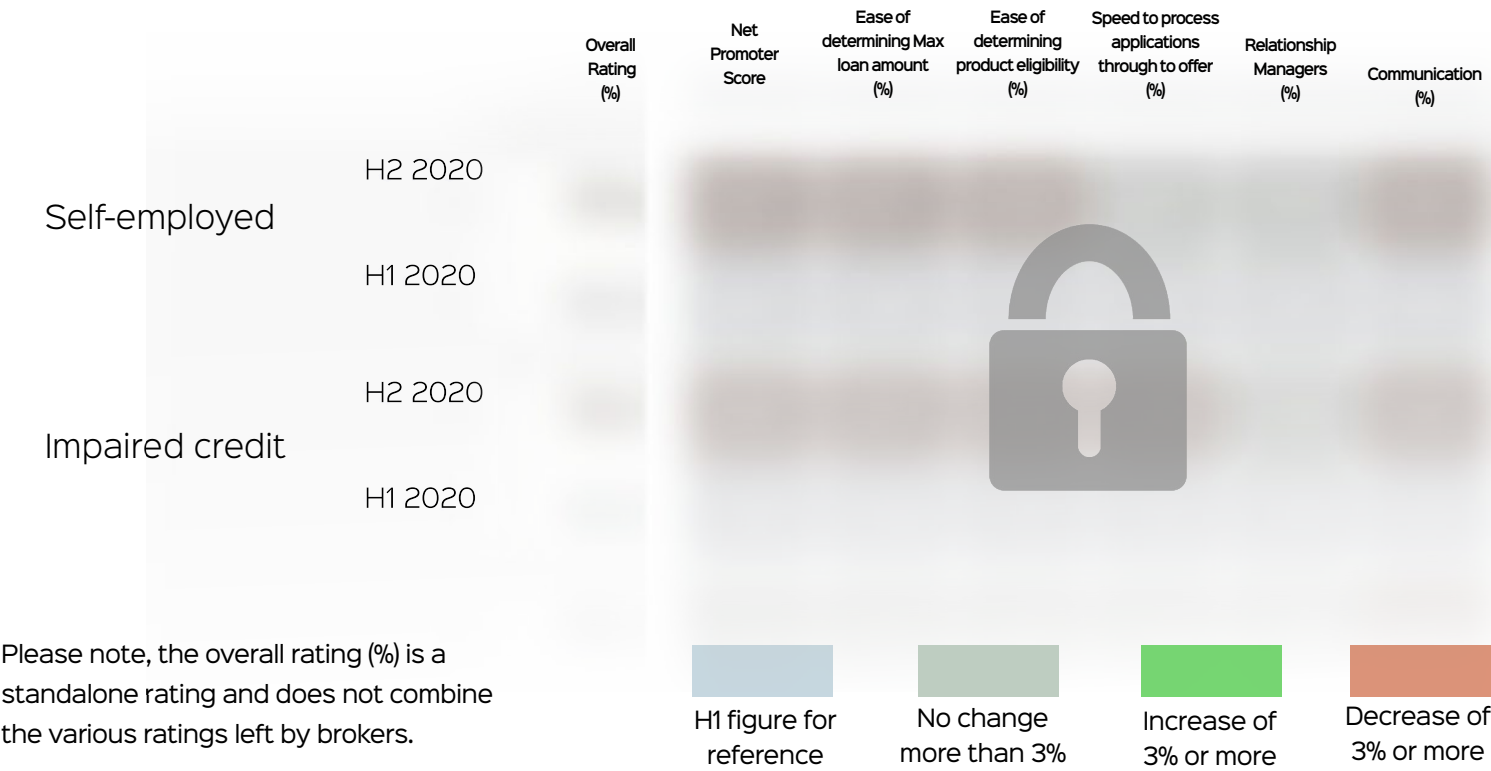 Overall
Rating
(%)
Net
Promoter
Score
Ease of
determining Max
loan amount
(%)
Ease of
determining
product eligibility
(%)
Speed to process
applications
through to offer
(%)
Relationship
Managers
(%)
Communication
(%)
Self-employed
H2 2020
H1 2020
Impaired credit
H2 2020
H1 2020
Please note, the overall rating (%) is a
standalone rating and does not combine
the various ratings left by brokers.
H1 figure for
reference
No change
more than 3%
Increase of
3% or more
Decrease of
3% or more